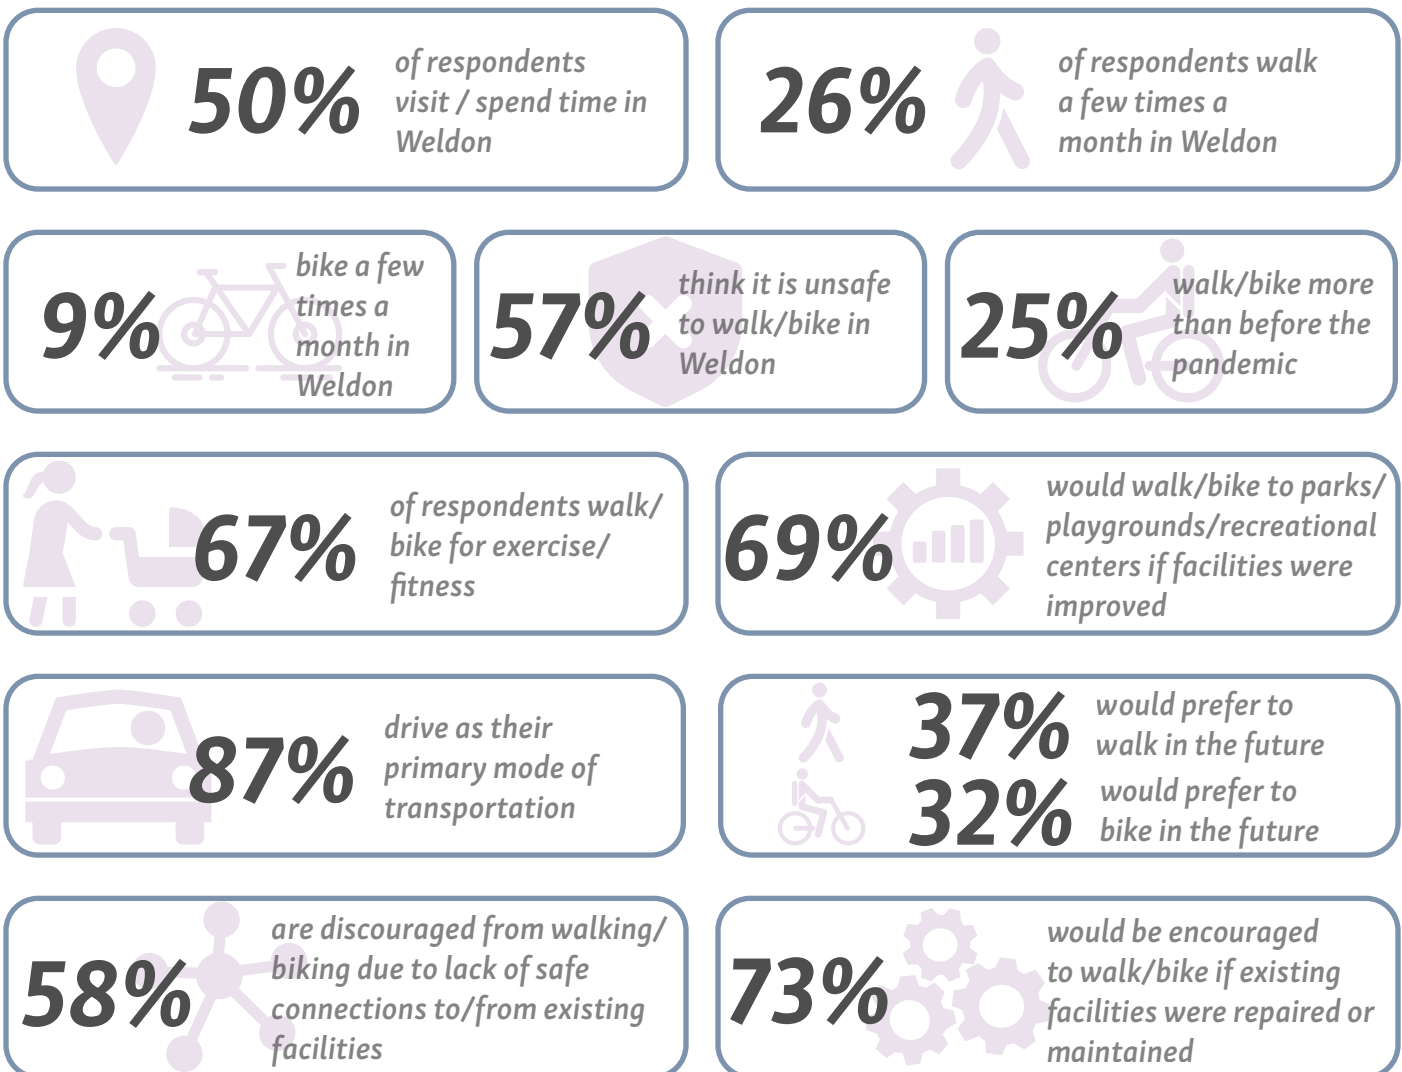 50%
of respondents
visit / spend time in
Weldon
26%
of respondents walk
a few times a
month in Weldon
9%
bike a few
times a
month in
Weldon
57%
think it is unsafe
to walk/bike in
Weldon
25%
walk/bike more
than before the
pandemic
67%
of respondents walk/
bike for exercise/
fitness
69%
would walk/bike to parks/
playgrounds/recreational
centers if facilities were
improved
87%
drive as their
primary mode of
transportation
37%
would prefer to
walk in the future
32%
would prefer to
bike in the future
58%
are discouraged from walking/
biking due to lack of safe
connections to/from existing
facilities
73%
would be encouraged
to walk/bike if existing
facilities were repaired or
maintained